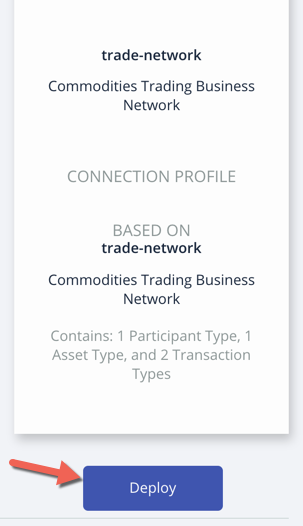 trade-network
Commodities Trading Business
Network
CONNECTION PROFILE
BASED ON
trade-network
Commodities Trading Business
Network
Contains: 1 Participant Type, 1
Asset Type, and 2 Transaction
Types
Deploy